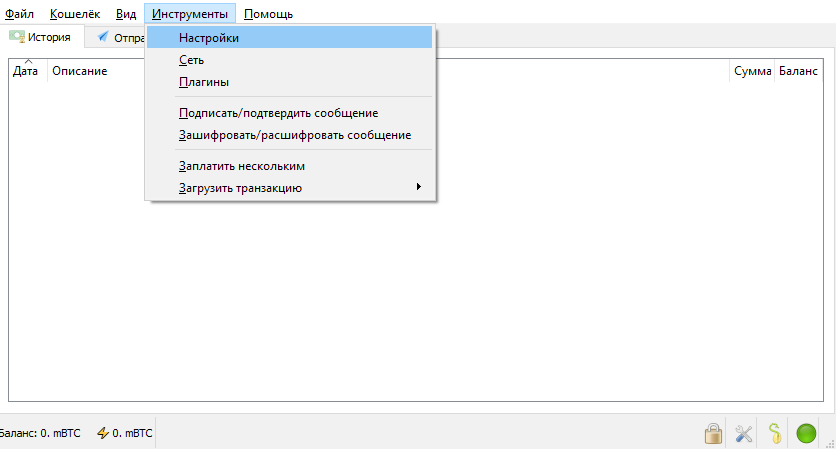 Файл Кошелёк Вид Инструменты Помощь
История Отпра
Настройки
Сеть
Плагины
Подписать/подтвердить сообщение
Зашифровать/расшифровать сообщение
Заплатить нескольким
Загрузить транзакцию
Дата Описание Сумма Баланс
Баланс: 0. mBTC 0. mBTC